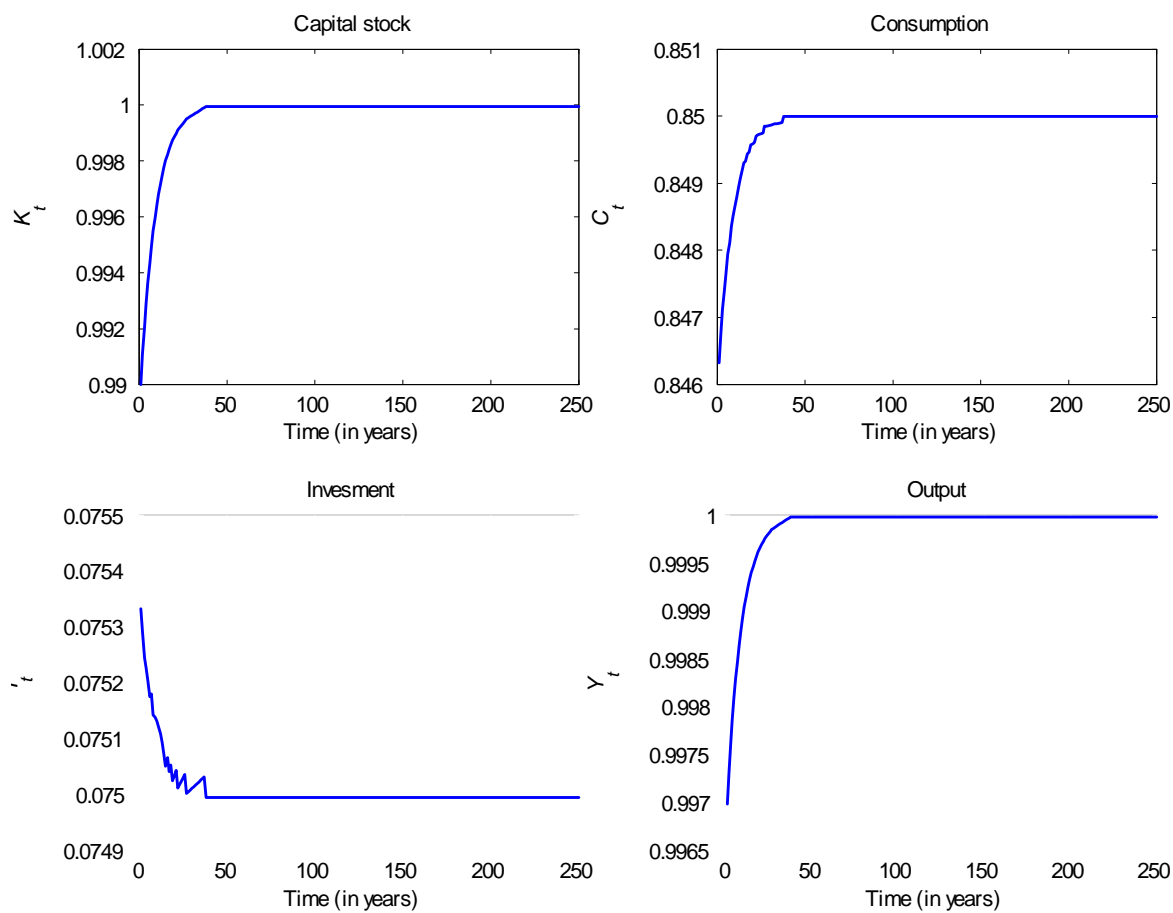 Capital stock
1.002
1
0.998
0.996
0.994
0.992
0.99
K_t
0 50 100 150 200 250
Time (in years)
Consumption
0.851
0.85
0.849
0.848
0.847
0.846
C_t
0 50 100 150 200 250
Time (in years)
Invesment
0.0755
0.0754
0.0753
0.0752
0.0751
0.075
0.0749
'_t
0 50 100 150 200 250
Time (in years)
Output
1
0.9995
0.999
0.9985
0.998
0.9975
0.997
0.9965
Y_t
0 50 100 150 200 250
Time (in years)